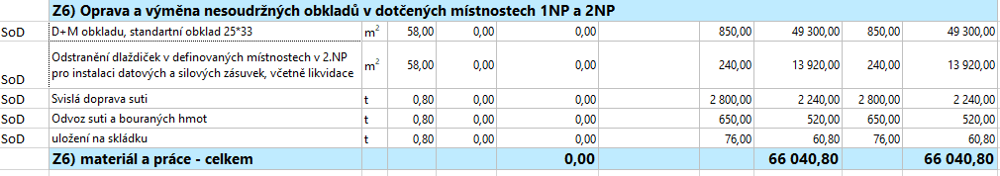 Z6) Oprava a výměna nesoudržných obkladů v dotčených místnostech 1NP a 2NP
SoD D+M obkladu, standartní obklad 25*33 m² 58,00 0,00 0,00 850,00 49 300,00 850,00 49 300,00
Odstranění dlaždiček v definovaných místnostech v 2.NP
SoD pro instalaci datových a silových zásuvek, včetně likvidace m² 58,00 0,00 0,00 240,00 13 920,00 240,00 13 920,00
SoD Svislá doprava suti t 0,80 0,00 0,00 2 800,00 2 240,00 2 800,00 2 240,00
SoD Odvoz suti a bouraných hmot t 0,80 0,00 0,00 650,00 520,00 650,00 520,00
SoD uložení na skládku t 0,80 0,00 0,00 76,00 60,80 76,00 60,80
Z6) materiál a práce - celkem 0,00 66 040,80 66 040,80